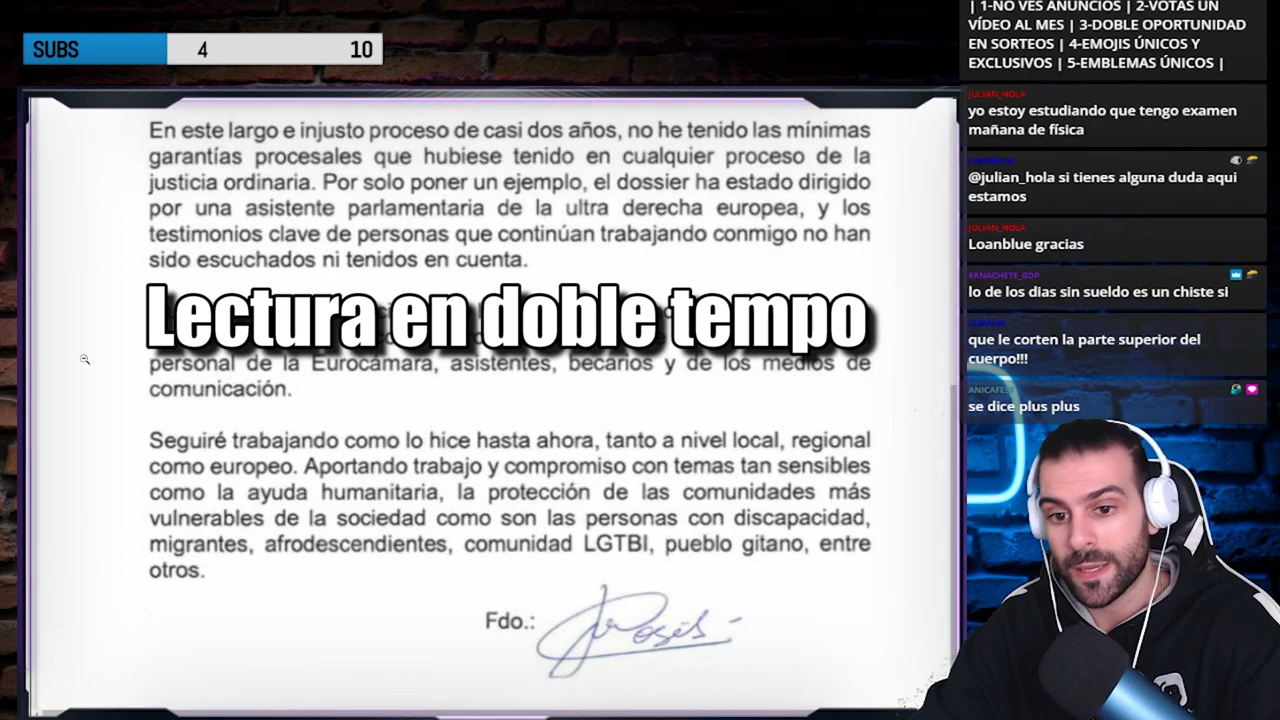 SUBS 4 10
En este largo e injusto proceso de casi dos años, no he tenido las mínimas
garantías procesales que hubiese tenido en cualquier proceso de la
justicia ordinaria. Por solo poner un ejemplo, el dossier ha estado dirigido
por una asistente parlamentaria de la ultra derecha europea, y los
testimonios clave de personas que continúan trabajando conmigo no han
sido escuchados ni tenidos en cuenta.
Lectura en doble tempo
personal de la Eurocámara, asistentes, becarios y de los medios de
comunicación.
Seguiré trabajando como lo hice hasta ahora, tanto a nivel local, regional
como europeo. Aportando trabajo y compromiso con temas tan sensibles
como la ayuda humanitaria, la protección de las comunidades más
vulnerables de la sociedad como son las personas con discapacidad,
migrantes, afrodescendientes, comunidad LGTBI, pueblo gitano, entre
otros.
Fdo.:
| 1-NO VES ANUNCIOS | 2-VOTAS UN
VÍDEO AL MES | 3-DOBLE OPORTUNIDAD
EN SORTEOS | 4-EMOJIS ÚNICOS Y
EXCLUSIVOS | 5-EMBLEMAS ÚNICOS |
JULIAN_HOLA
yo estoy estudiando que tengo examen
mañana de física
@julian_hola si tienes alguna duda aqui
estamos
JULIAN_HOLA
Loanblue gracias
ERNACHETE_GDP
lo de los dias sin sueldo es un chiste si
que le corten la parte superior del
cuerpo!!!
se dice plus plus